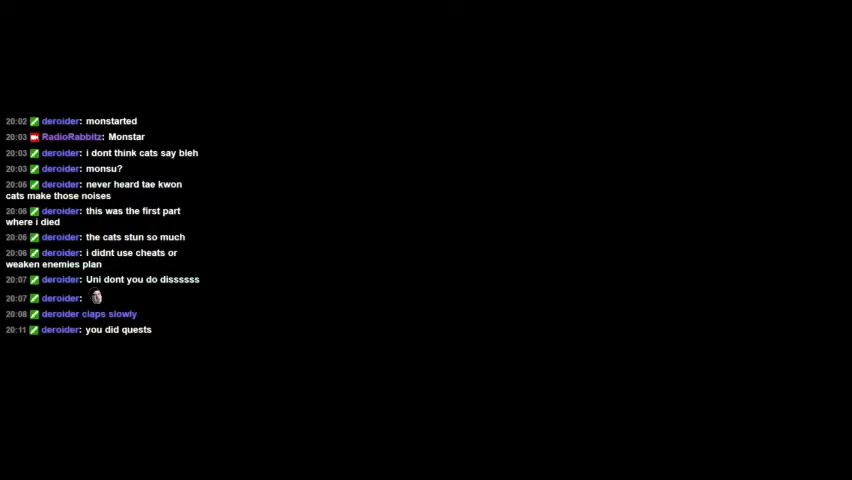 20:02 deroider: monstarted
20:03 RadioRabbitz: Monstar
20:03 deroider: i dont think cats say bleh
20:03 deroider: monsu?
20:05 deroider: never heard tae kwon
cats make those noises
20:06 deroider: this was the first part
where i died
20:06 deroider: the cats stun so much
20:06 deroider: i didnt use cheats or
weaken enemies plan
20:07 deroider: Uni dont you do dissssss
20:07 deroider:
20:08 deroider claps slowly
20:11 deroider: you did quests